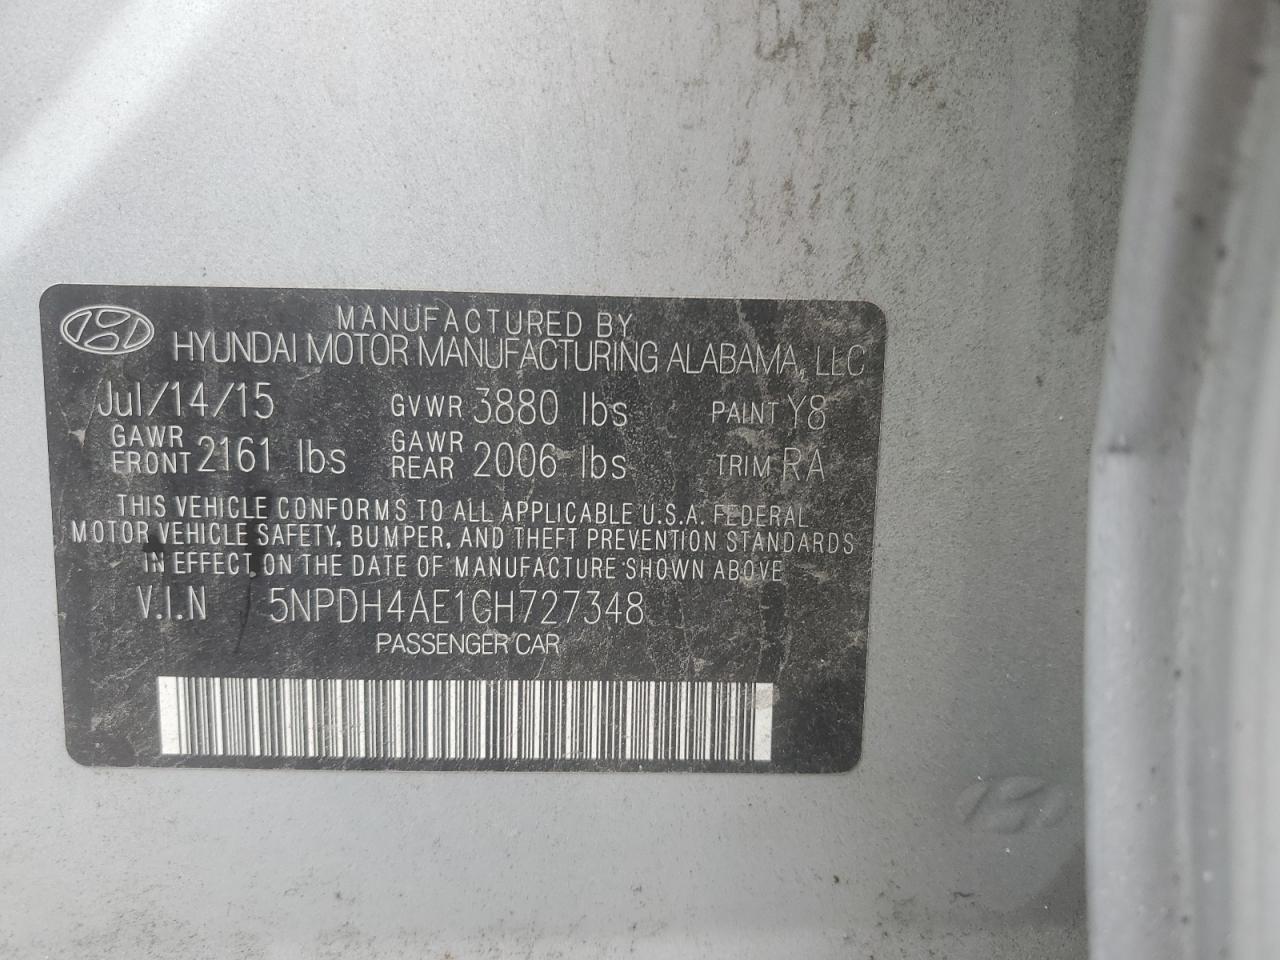 MANUFACTURED BY
HYUNDAI MOTOR MANUFACTURING ALABAMA, LLC
Jul/14/15 GVWR 3880 lbs PAINT Y8
GAWR FRONT 2161 lbs GAWR REAR 2006 lbs TRIM RA
THIS VEHICLE CONFORMS TO ALL APPLICABLE U.S.A. FEDERAL
MOTOR VEHICLE SAFETY, BUMPER, AND THEFT PREVENTION STANDARDS
IN EFFECT ON THE DATE OF MANUFACTURE SHOWN ABOVE
V.I.N 5NPDH4AE1GH727348
PASSENGER CAR